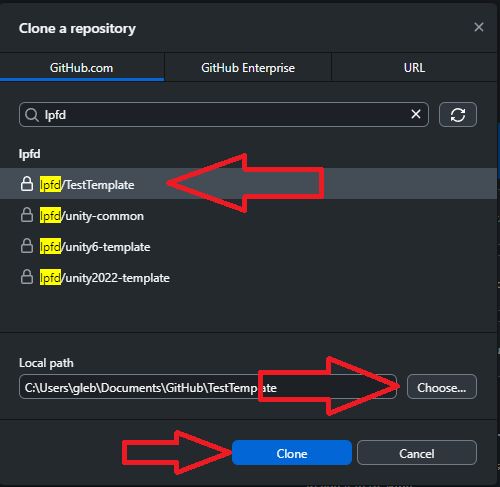 Clone a repository
GitHub.com
GitHub Enterprise
URL
lpfd
lpfd
lpfd/TestTemplate
lpfd/unity-common
lpfd/unity6-template
lpfd/unity2022-template
Local path
C:\Users\gleb\Documents\GitHub\TestTemplate
Choose...
Clone
Cancel